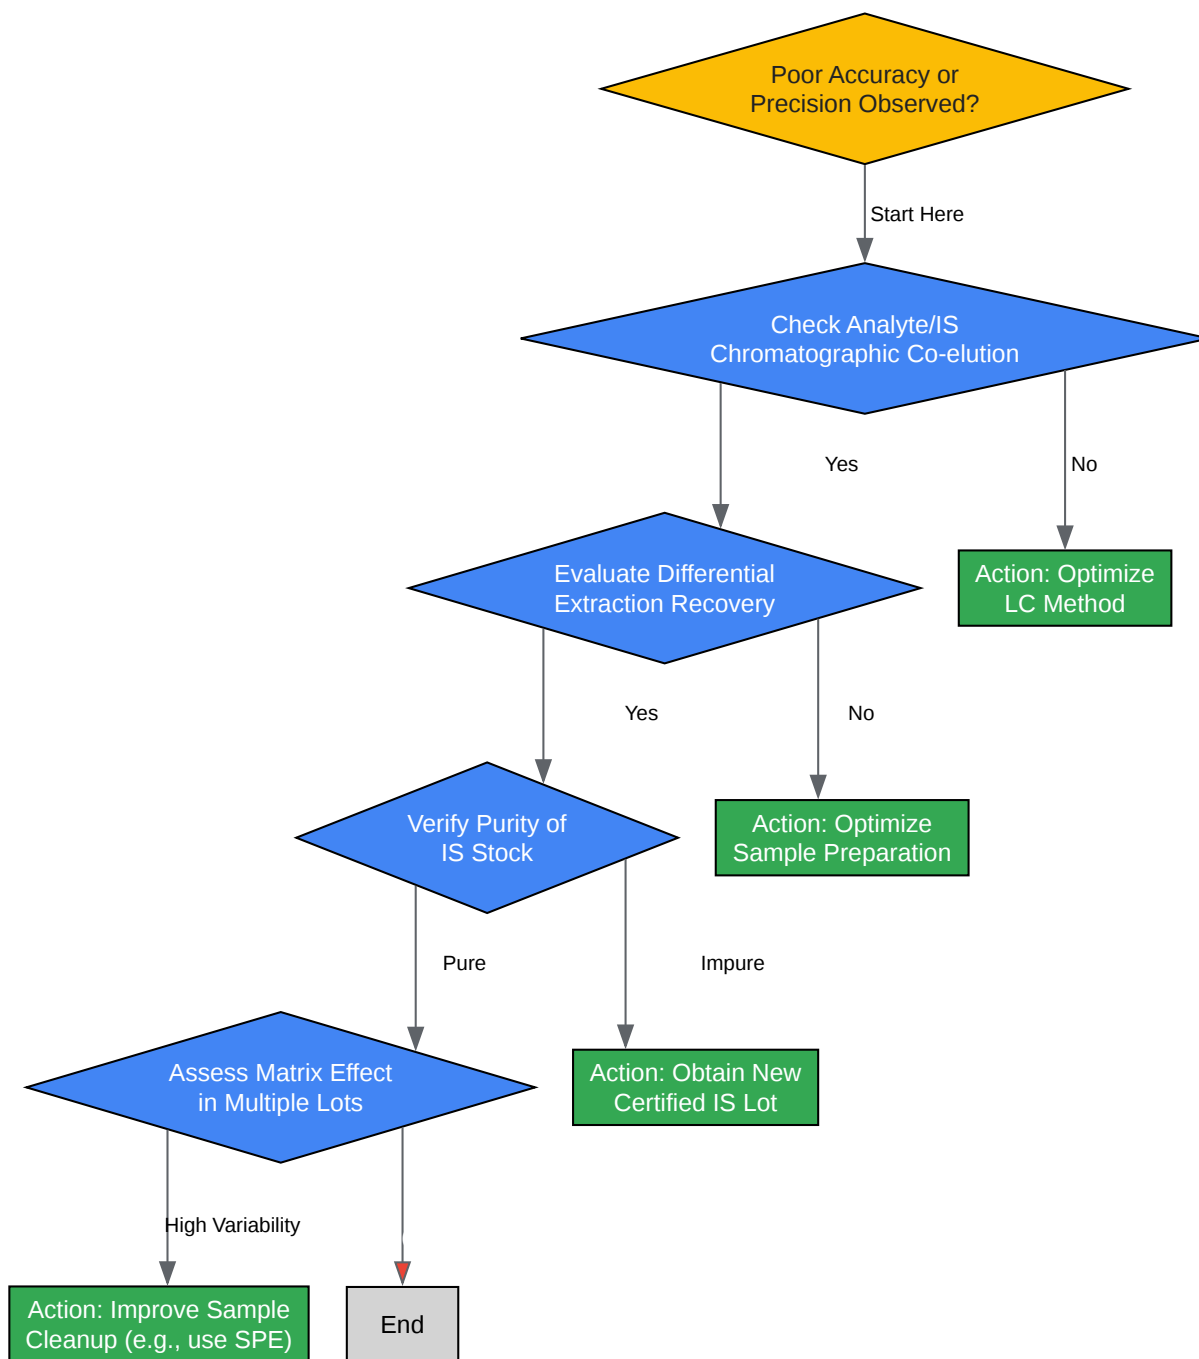 Poor Accuracy or
Precision Observed?
Start Here
Check Analyte/IS
Chromatographic Co-elution
Yes
No
Evaluate Differential
Extraction Recovery
Action: Optimize
LC Method
Yes
No
Verify Purity of
IS Stock
Action: Optimize
Sample Preparation
Pure
Impure
Assess Matrix Effect
in Multiple Lots
Action: Obtain New
Certified IS Lot
High Variability
Action: Improve Sample
Cleanup (e.g., use SPE)
End